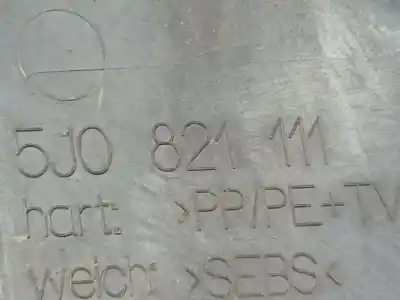 5J0 821 111
hart: >PP/PE+TV
weich: >SEBS<